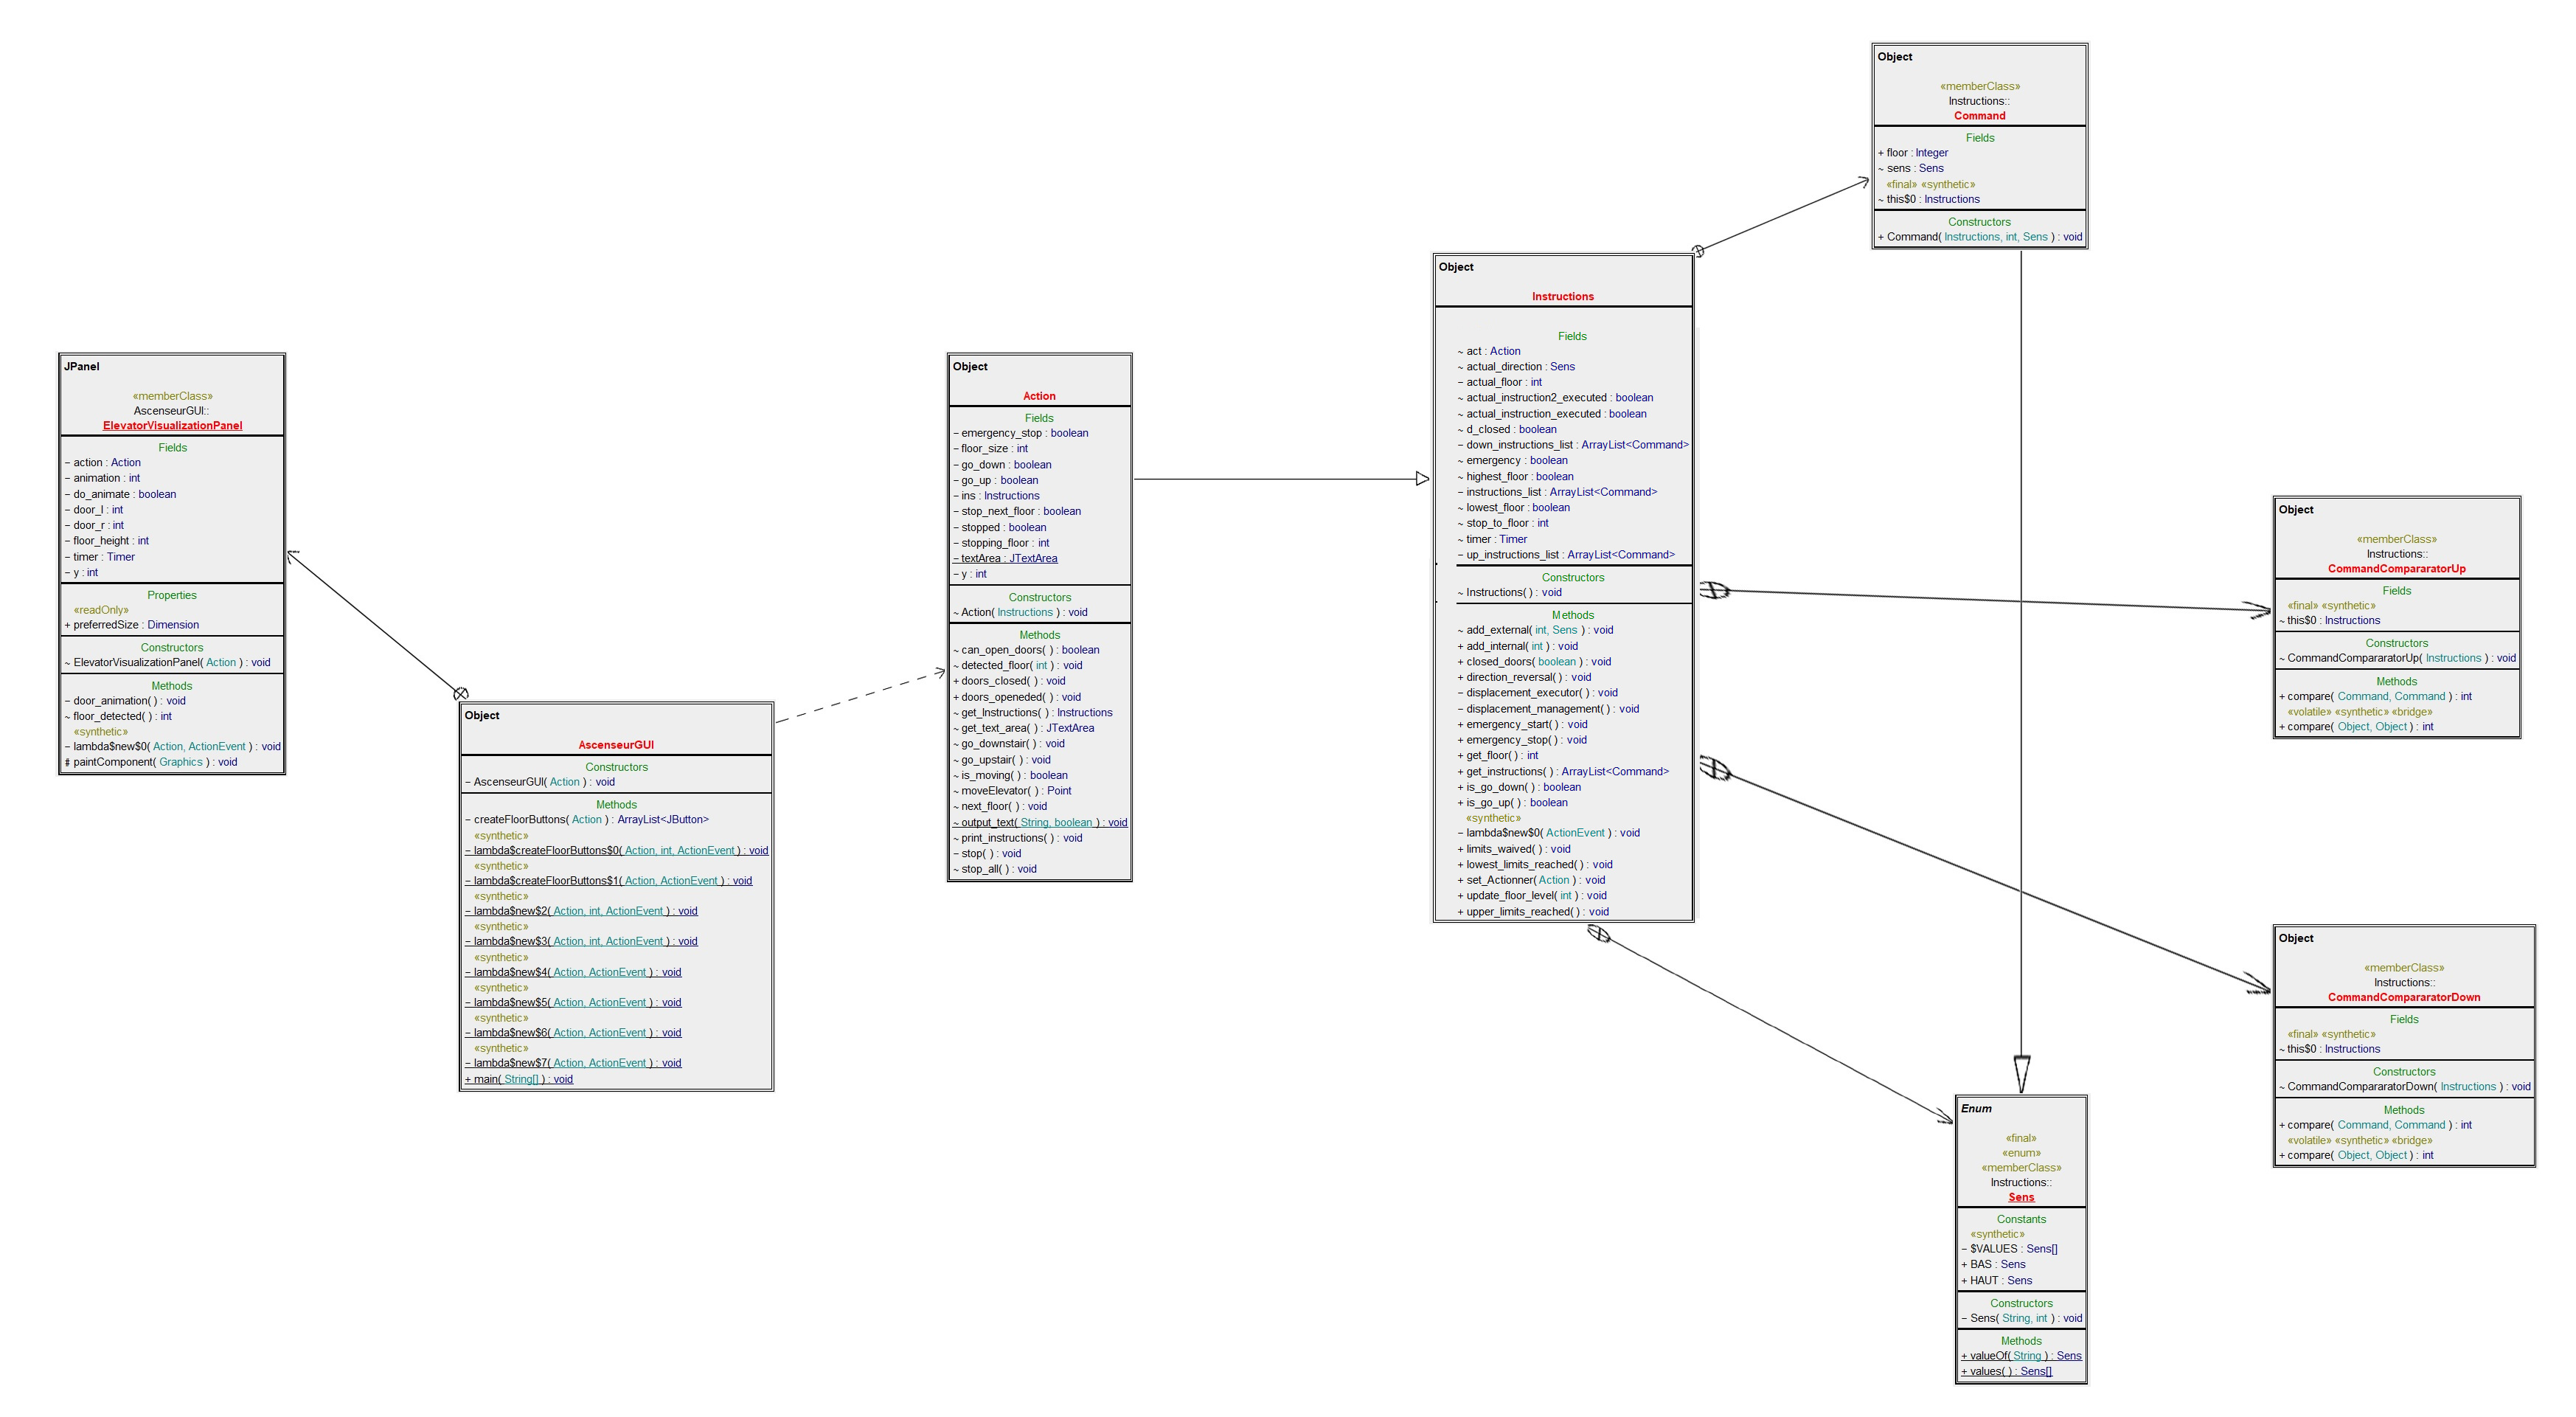 JPanel
«memberClass»
AscenseurGUI::
ElevatorVisualizationPanel
Fields
− action : Action
− animation : int
− do_animate : boolean
− door_l : int
− door_r : int
− floor_height : int
− timer : Timer
− y : int
Properties
«readOnly»
+ preferredSize : Dimension
Constructors
~ ElevatorVisualizationPanel( Action ) : void
Methods
− door_animation( ) : void
~ floor_detected( ) : int
«synthetic»
− lambda$new$0( Action, ActionEvent ) : void
# paintComponent( Graphics ) : void
Object
AscenseurGUI
Constructors
− AscenseurGUI( Action ) : void
Methods
− createFloorButtons( Action ) : ArrayList<JButton>
«synthetic»
− lambda$createFloorButtons$0( Action, int, ActionEvent ) : void
«synthetic»
− lambda$createFloorButtons$1( Action, ActionEvent ) : void
«synthetic»
− lambda$new$2( Action, int, ActionEvent ) : void
«synthetic»
− lambda$new$3( Action, int, ActionEvent ) : void
«synthetic»
− lambda$new$4( Action, ActionEvent ) : void
«synthetic»
− lambda$new$5( Action, ActionEvent ) : void
«synthetic»
− lambda$new$6( Action, ActionEvent ) : void
«synthetic»
− lambda$new$7( Action, ActionEvent ) : void
+ main( String[] ) : void
Object
Action
Fields
− emergency_stop : boolean
− floor_size : int
− go_down : boolean
− go_up : boolean
− ins : Instructions
− stop_next_floor : boolean
− stopped : boolean
− stopping_floor : int
− textArea : JTextArea
− y : int
Constructors
~ Action( Instructions ) : void
Methods
~ can_open_doors( ) : boolean
~ detected_floor( int ) : void
+ doors_closed( ) : void
+ doors_openeded( ) : void
~ get_Instructions( ) : Instructions
~ get_text_area( ) : JTextArea
~ go_downstair( ) : void
~ go_upstair( ) : void
~ is_moving( ) : boolean
~ moveElevator( ) : Point
~ next_floor( ) : void
~ output_text( String, boolean ) : void
~ print_instructions( ) : void
− stop( ) : void
~ stop_all( ) : void
Object
Instructions
Fields
~ act : Action
~ actual_direction : Sens
− actual_floor : int
~ actual_instruction2_executed : boolean
~ actual_instruction_executed : boolean
~ d_closed : boolean
− down_instructions_list : ArrayList<Command>
~ emergency : boolean
~ highest_floor : boolean
− instructions_list : ArrayList<Command>
~ lowest_floor : boolean
~ stop_to_floor : int
~ timer : Timer
− up_instructions_list : ArrayList<Command>
Constructors
~ Instructions( ) : void
Methods
~ add_external( int, Sens ) : void
+ add_internal( int ) : void
+ closed_doors( boolean ) : void
+ direction_reversal( ) : void
− displacement_executor( ) : void
− displacement_management( ) : void
+ emergency_start( ) : void
+ emergency_stop( ) : void
+ get_floor( ) : int
+ get_instructions( ) : ArrayList<Command>
+ is_go_down( ) : boolean
+ is_go_up( ) : boolean
«synthetic»
− lambda$new$0( ActionEvent ) : void
+ limits_waived( ) : void
+ lowest_limits_reached( ) : void
+ set_Actionner( Action ) : void
+ update_floor_level( int ) : void
+ upper_limits_reached( ) : void
Object
«memberClass»
Instructions::
Command
Fields
+ floor : Integer
~ sens : Sens
«final» «synthetic»
~ this$0 : Instructions
Constructors
+ Command( Instructions, int, Sens ) : void
Object
«memberClass»
Instructions::
CommandCompararatorUp
Fields
«final» «synthetic»
~ this$0 : Instructions
Constructors
~ CommandCompararatorUp( Instructions ) : void
Methods
+ compare( Command, Command ) : int
«volatile» «synthetic» «bridge»
+ compare( Object, Object ) : int
Object
«memberClass»
Instructions::
CommandCompararatorDown
Fields
«final» «synthetic»
~ this$0 : Instructions
Constructors
~ CommandCompararatorDown( Instructions ) : void
Methods
+ compare( Command, Command ) : int
«volatile» «synthetic» «bridge»
+ compare( Object, Object ) : int
Enum
«final»
«enum»
«memberClass»
Instructions::
Sens
Constants
«synthetic»
− $VALUES : Sens[]
+ BAS : Sens
+ HAUT : Sens
Constructors
− Sens( String, int ) : void
Methods
+ valueOf( String ) : Sens
+ values( ) : Sens[]